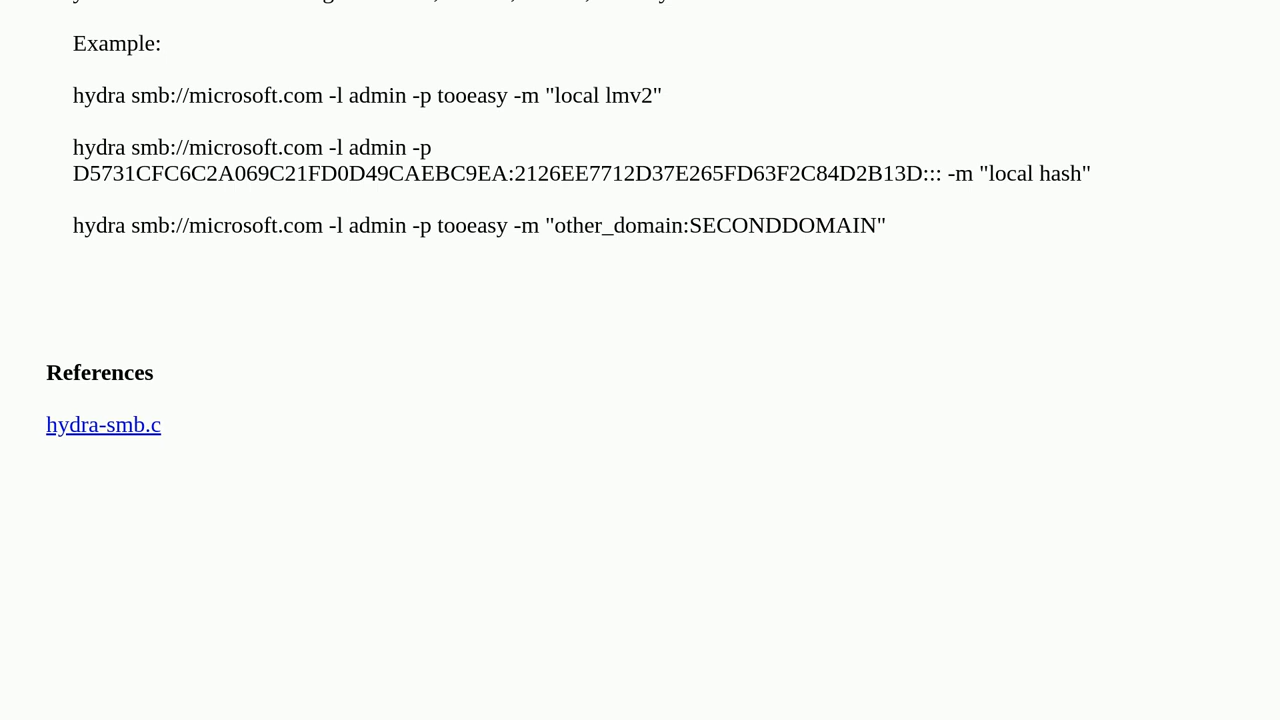 Example:
hydra smb://microsoft.com -l admin -p tooeasy -m "local lmv2"
hydra smb://microsoft.com -l admin -p
D5731CFC6C2A069C21FD0D49CAEBC9EA:2126EE7712D37E265FD63F2C84D2B13D::: -m "local hash"
hydra smb://microsoft.com -l admin -p tooeasy -m "other_domain:SECONDDOMAIN"
References
hydra-smb.c